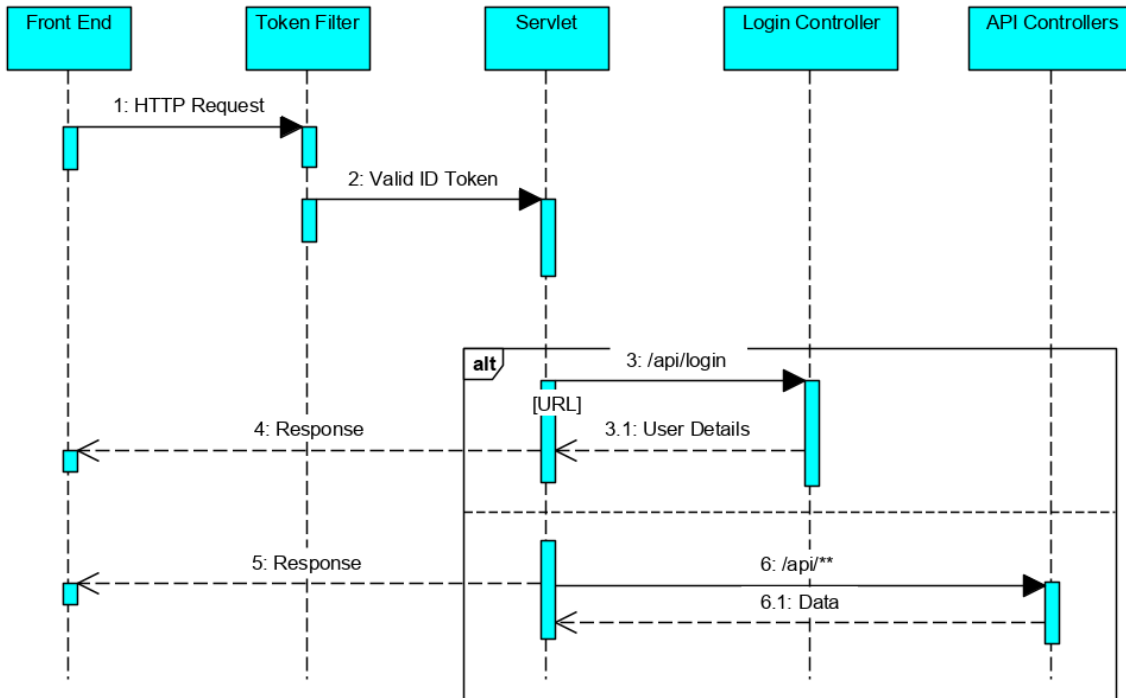 Front End
Token Filter
Servlet
Login Controller
API Controllers
1: HTTP Request
2: Valid ID Token
alt
3: /api/login
[URL]
4: Response
3.1: User Details
5: Response
6: /api/**
6.1: Data